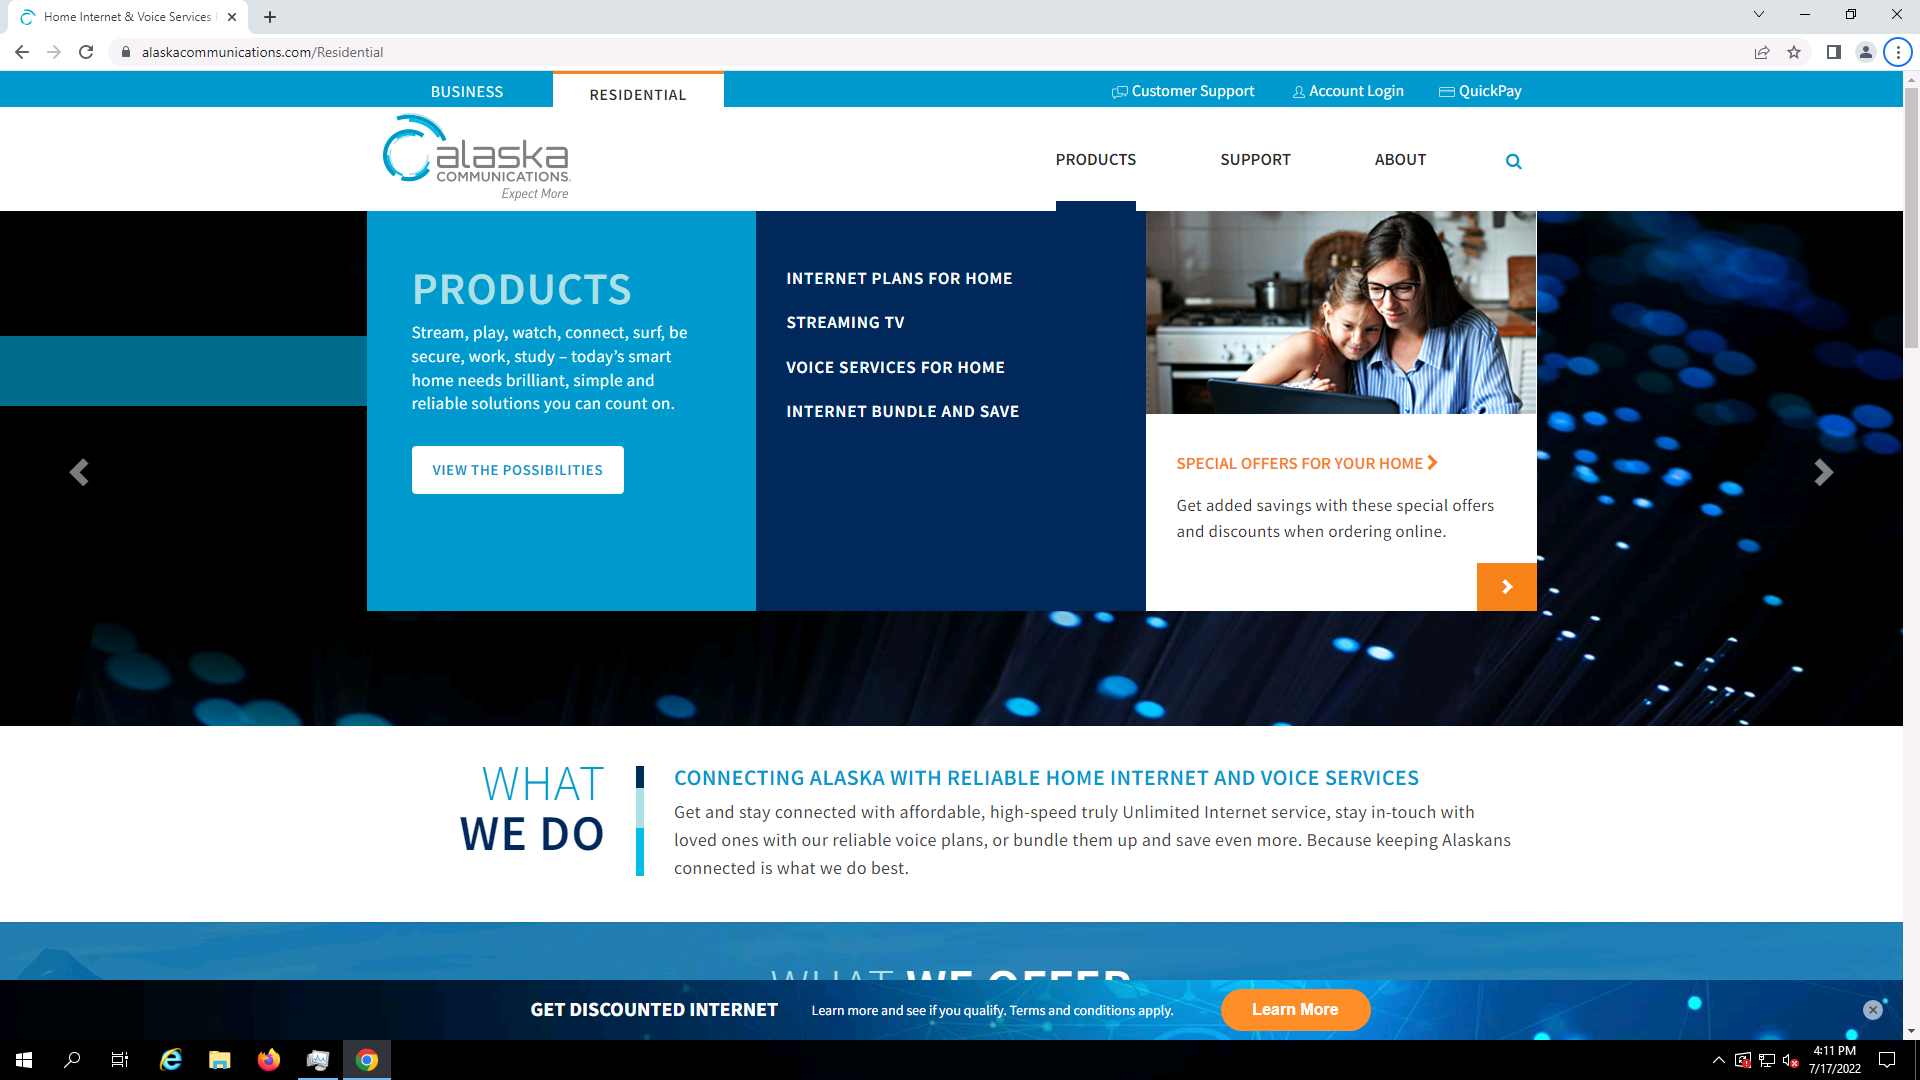 Home Internet & Voice Services
alaskacommunications.com/Residential
BUSINESS
RESIDENTIAL
Customer Support
Account Login
QuickPay
alaska
COMMUNICATIONS.
Expect More
PRODUCTS
SUPPORT
ABOUT
PRODUCTS
Stream, play, watch, connect, surf, be
secure, work, study – today's smart
home needs brilliant, simple and
reliable solutions you can count on.
VIEW THE POSSIBILITIES
INTERNET PLANS FOR HOME
STREAMING TV
VOICE SERVICES FOR HOME
INTERNET BUNDLE AND SAVE
SPECIAL OFFERS FOR YOUR HOME
Get added savings with these special offers
and discounts when ordering online.
WHAT
WE DO
CONNECTING ALASKA WITH RELIABLE HOME INTERNET AND VOICE SERVICES
Get and stay connected with affordable, high-speed truly Unlimited Internet service, stay in-touch with
loved ones with our reliable voice plans, or bundle them up and save even more. Because keeping Alaskans
connected is what we do best.
WHAT WE OFFER
GET DISCOUNTED INTERNET
Learn more and see if you qualify. Terms and conditions apply.
Learn More
4:11 PM
7/17/2022